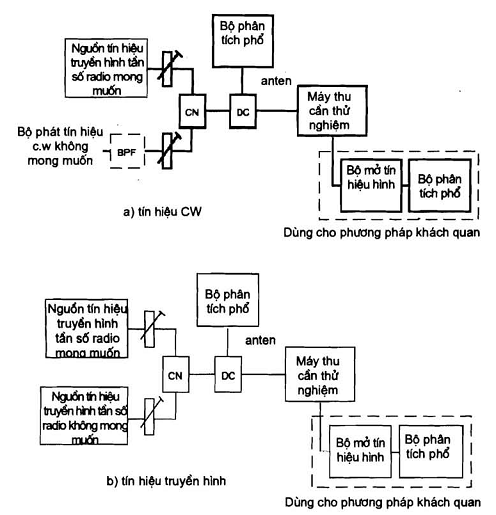 Bộ phân
tích phổ
Nguồn tín hiệu
truyền hình tần
số radio mong
muốn
anten
CN
DC
Máy thu
cần thử
nghiệm
Bộ phát tín hiệu
c.w không
mong muốn
BPF
Bộ mở tín
hiệu hình
Bộ phân
tích phổ
a) tín hiệu CW
Dùng cho phương pháp khách quan
Bộ phân
tích phổ
Nguồn tín hiệu
truyền hình
tần số radio
mong muốn
anten
CN
DC
Máy thu
cần thử
nghiệm
Nguồn tín hiệu
truyền hình tần số
radio không mong
muốn
Bộ mở tín
hiệu hình
Bộ phân
tích phổ
b) tín hiệu truyền hình
Dùng cho phương pháp khách quan